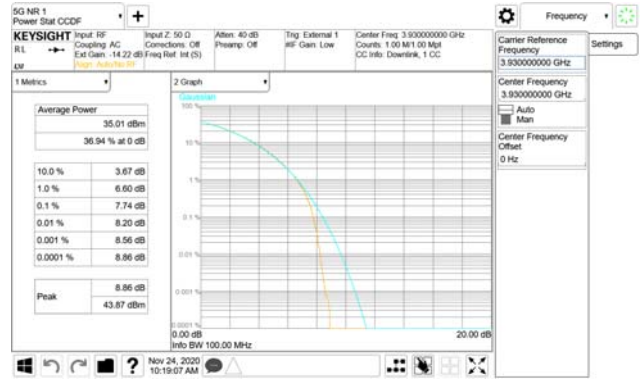 5G NR 1
Power Stat CCDF
Frequency
KEYSIGHT
RL
Input: RF
Coupling: AC
Ext Gain: -14.22 dB
Align: Auto/No RF
Input Z: 50 Ω
Corrections: Off
Freq Ref: Int (S)
Atten: 40 dB
Preamp: Off
Trig: External 1
#IF Gain: Low
Center Freq: 3.930000000 GHz
Counts: 1.00 M/1.00 Mpt
CC Info: Downlink, 1 CC
Carrier Reference
Frequency
3.930000000 GHz
Settings
Center Frequency
3.930000000 GHz
Auto
Man
Center Frequency
Offset
0 Hz
1 Metrics
Average Power
35.01 dBm
36.94 % at 0 dB
10.0 % 3.67 dB
1.0 % 6.60 dB
0.1 % 7.74 dB
0.01 % 8.20 dB
0.001 % 8.56 dB
0.0001 % 8.86 dB
Peak
8.86 dB
43.87 dBm
2 Graph
Gaussian
100 %
10 %
1 %
0.1 %
0.01 %
0.001 %
0.0001 %
0.00 dB
20.00 dB
Info BW 100.00 MHz
Nov 24, 2020
10:19:07 AM